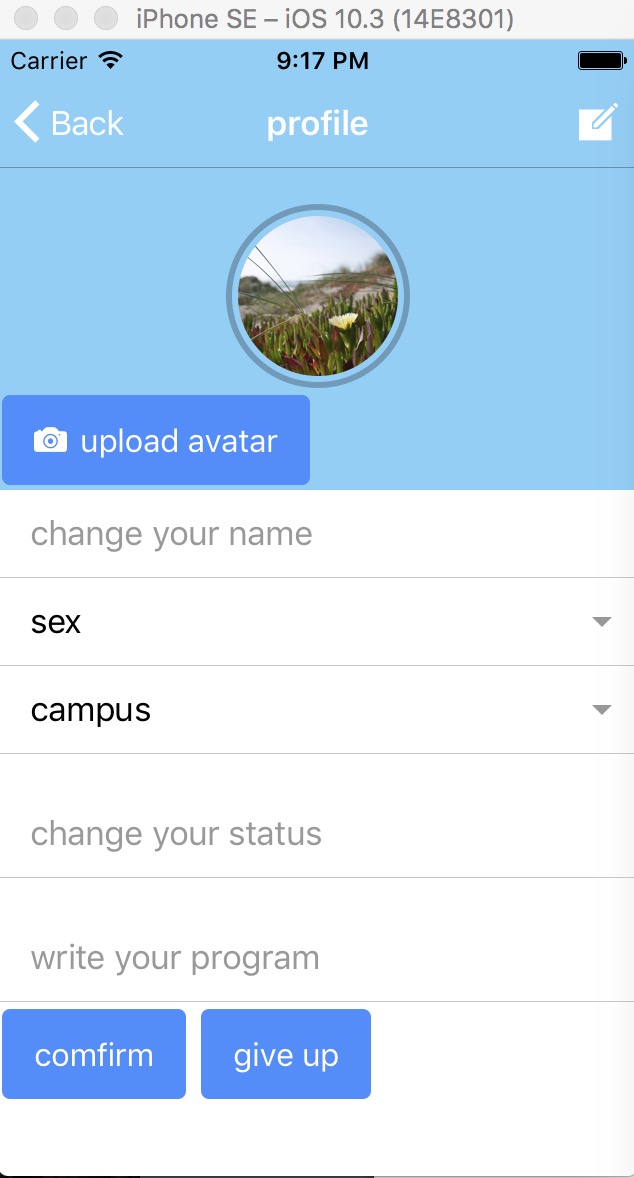 iPhone SE – iOS 10.3 (14E8301)
Carrier 9:17 PM
Back profile
upload avatar
change your name
sex
campus
change your status
write your program
comfirm give up